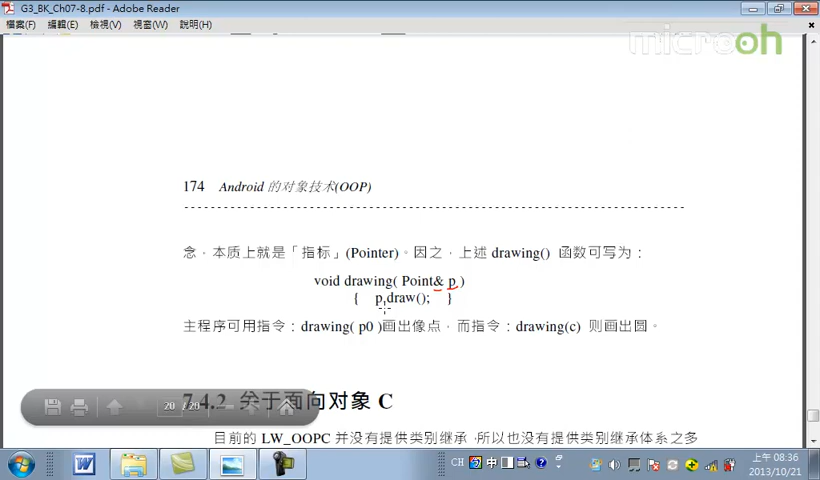 G3_BK_Ch07-8.pdf - Adobe Reader
檔案(F) 編輯(E) 檢視(V) 視窗(W) 說明(H)
microoh
174 Android 的对象技术(OOP)
念，本质上就是「指标」(Pointer)。因之，上述 drawing() 函数可写为：
void drawing( Point& p )
{ p.draw(); }
主程序可用指令：drawing( p0 )画出像点，而指令：drawing(c) 则画出圆。
7.4.2 关于面向对象 C
目前的 LW_OOPC 并没有提供类别继承，所以也没有提供类别继承体系之多
20 / 20
CH 中
上午 08:36
2013/10/21